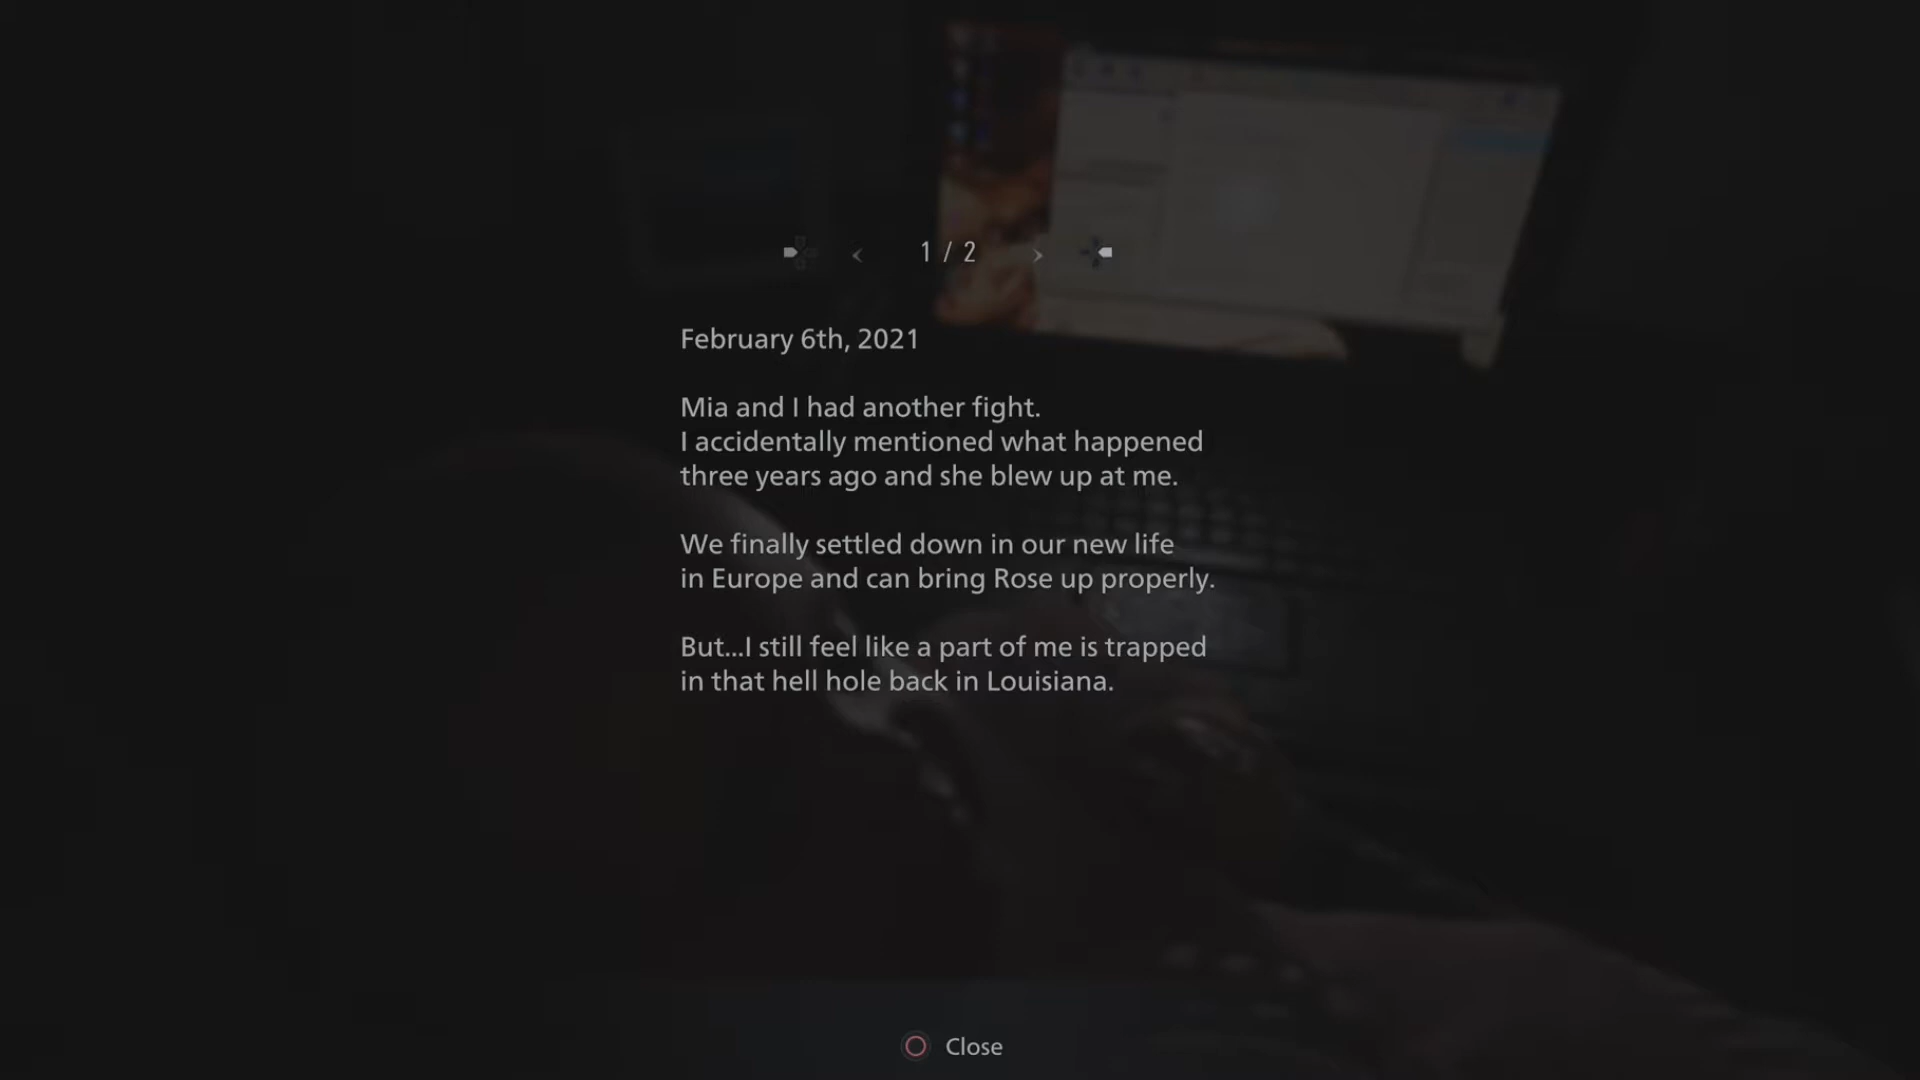 1 / 2
February 6th, 2021
Mia and I had another fight.
I accidentally mentioned what happened
three years ago and she blew up at me.
We finally settled down in our new life
in Europe and can bring Rose up properly.
But...I still feel like a part of me is trapped
in that hell hole back in Louisiana.
Close